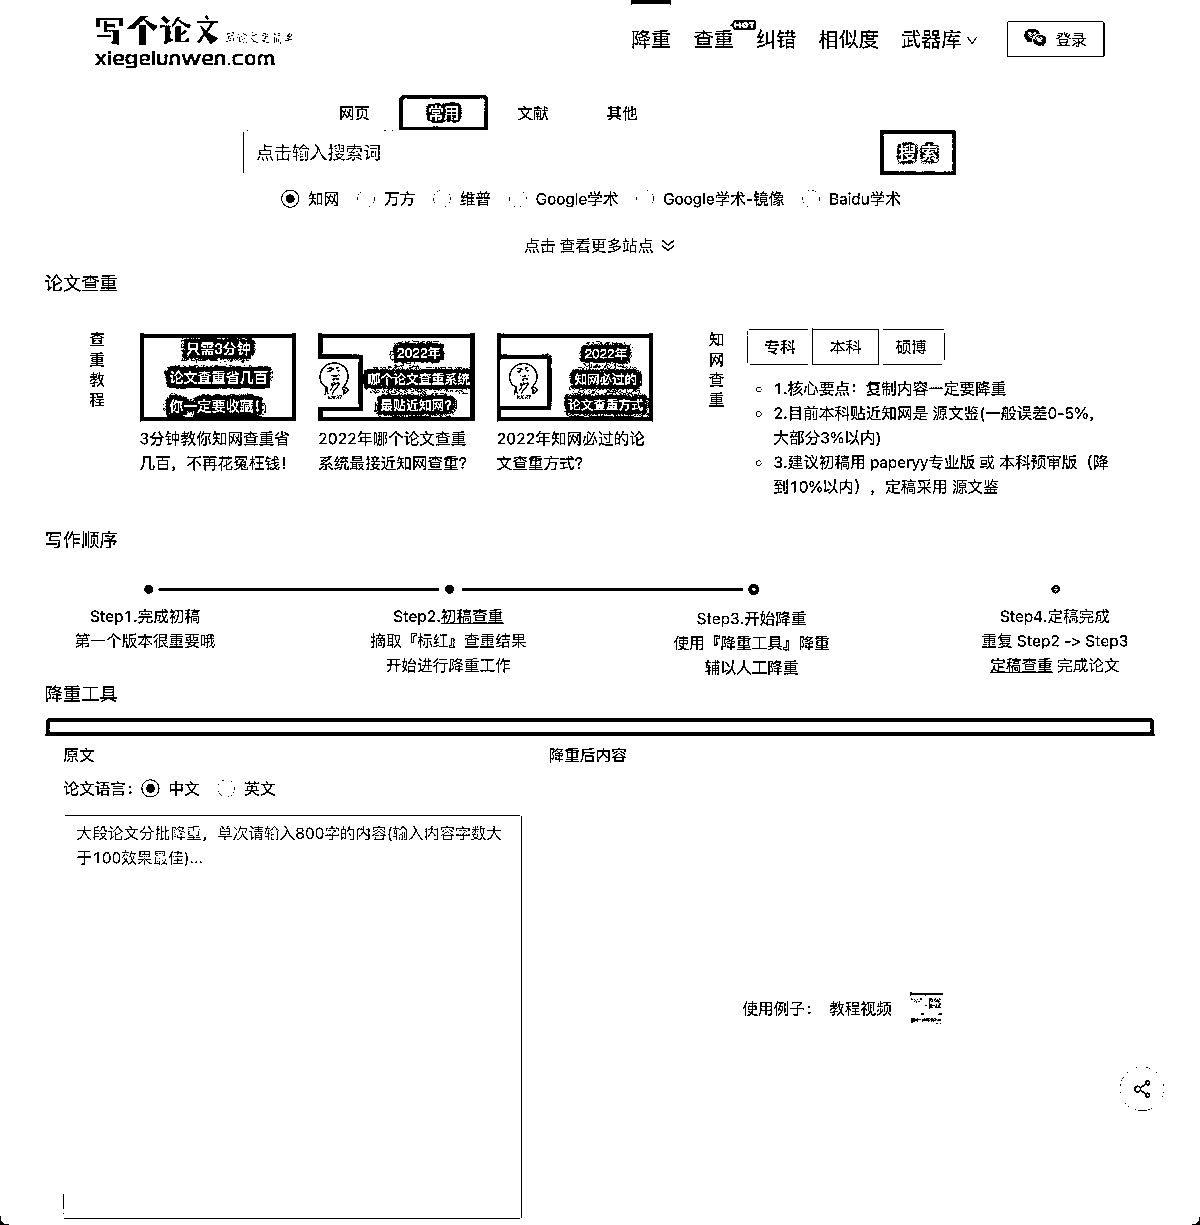 写个论文
xiegelunwen.com
降重 查重 HOT 纠错 相似度 武器库 登录
网页 常用 文献 其他
点击输入搜索词 搜索
知网 万方 维普 Google学术 Google学术-镜像 Baidu学术
点击 查看更多站点
论文查重
查重教程
只需3分钟
论文查重省几百
你一定要收藏!
3分钟教你知网查重省
几百，不再花冤枉钱!
2022年
哪个论文查重系统
最贴近知网?
2022年哪个论文查重
系统最接近知网查重?
2022年
知网必过的
论文查重方式
2022年知网必过的论
文查重方式?
知网查重
专科 本科 硕博
1.核心要点：复制内容一定要降重
2.目前本科贴近知网是 源文鉴(一般误差0-5%，
大部分3%以内)
3.建议初稿用 paperyy专业版 或 本科预审版（降
到10%以内），定稿采用 源文鉴
写作顺序
Step1.完成初稿
第一个版本很重要哦
Step2.初稿查重
摘取『标红』查重结果
开始进行降重工作
Step3.开始降重
使用『降重工具』降重
辅以人工降重
Step4.定稿完成
重复 Step2 -> Step3
定稿查重 完成论文
降重工具
原文
论文语言： 中文 英文
大段论文分批降重，单次请输入800字的内容(输入内容字数大
于100效果最佳)...
降重后内容
使用例子： 教程视频